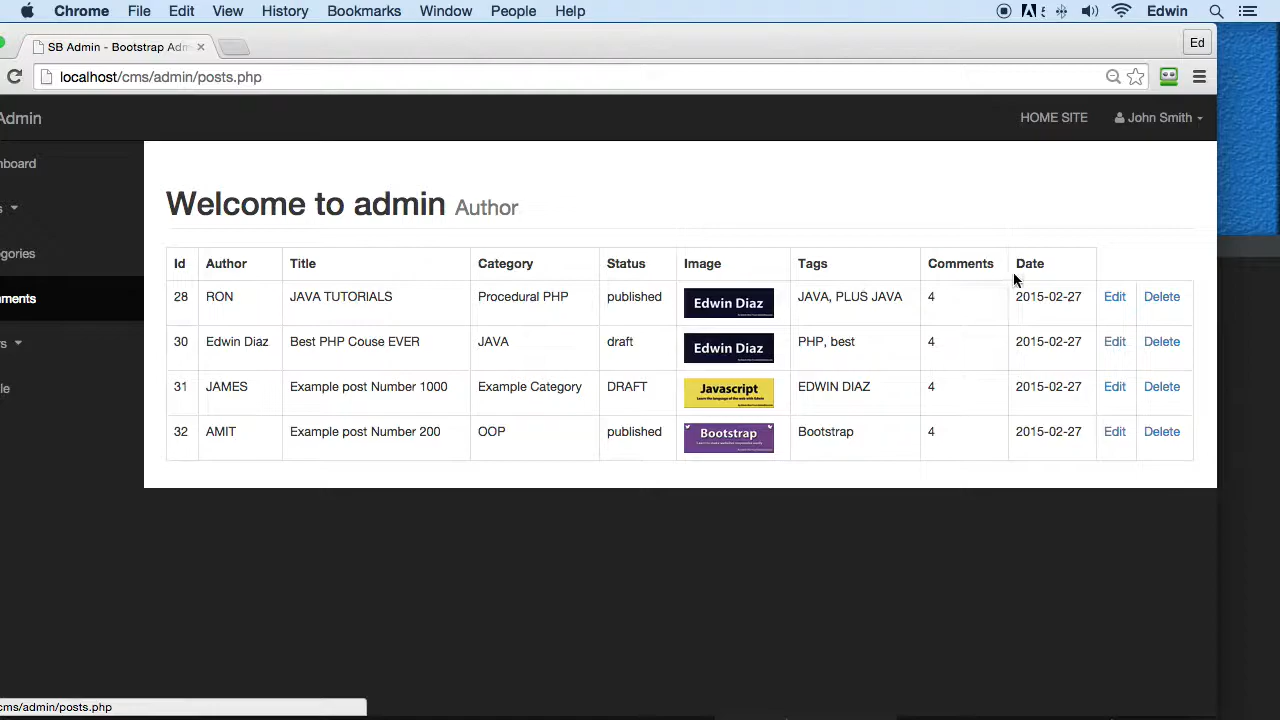 Chrome File Edit View History Bookmarks Window People Help Edwin
SB Admin - Bootstrap Adm Ed
localhost/cms/admin/posts.php
Admin HOME SITE John Smith
nboard
s
gories
nments
s
le
Welcome to admin Author
Id Author Title Category Status Image Tags Comments Date
28 RON JAVA TUTORIALS Procedural PHP published Edwin Diaz JAVA, PLUS JAVA 4 2015-02-27 Edit Delete
30 Edwin Diaz Best PHP Couse EVER JAVA draft Edwin Diaz PHP, best 4 2015-02-27 Edit Delete
31 JAMES Example post Number 1000 Example Category DRAFT Javascript EDWIN DIAZ 4 2015-02-27 Edit Delete
32 AMIT Example post Number 200 OOP published Bootstrap Bootstrap 4 2015-02-27 Edit Delete
cms/admin/posts.php